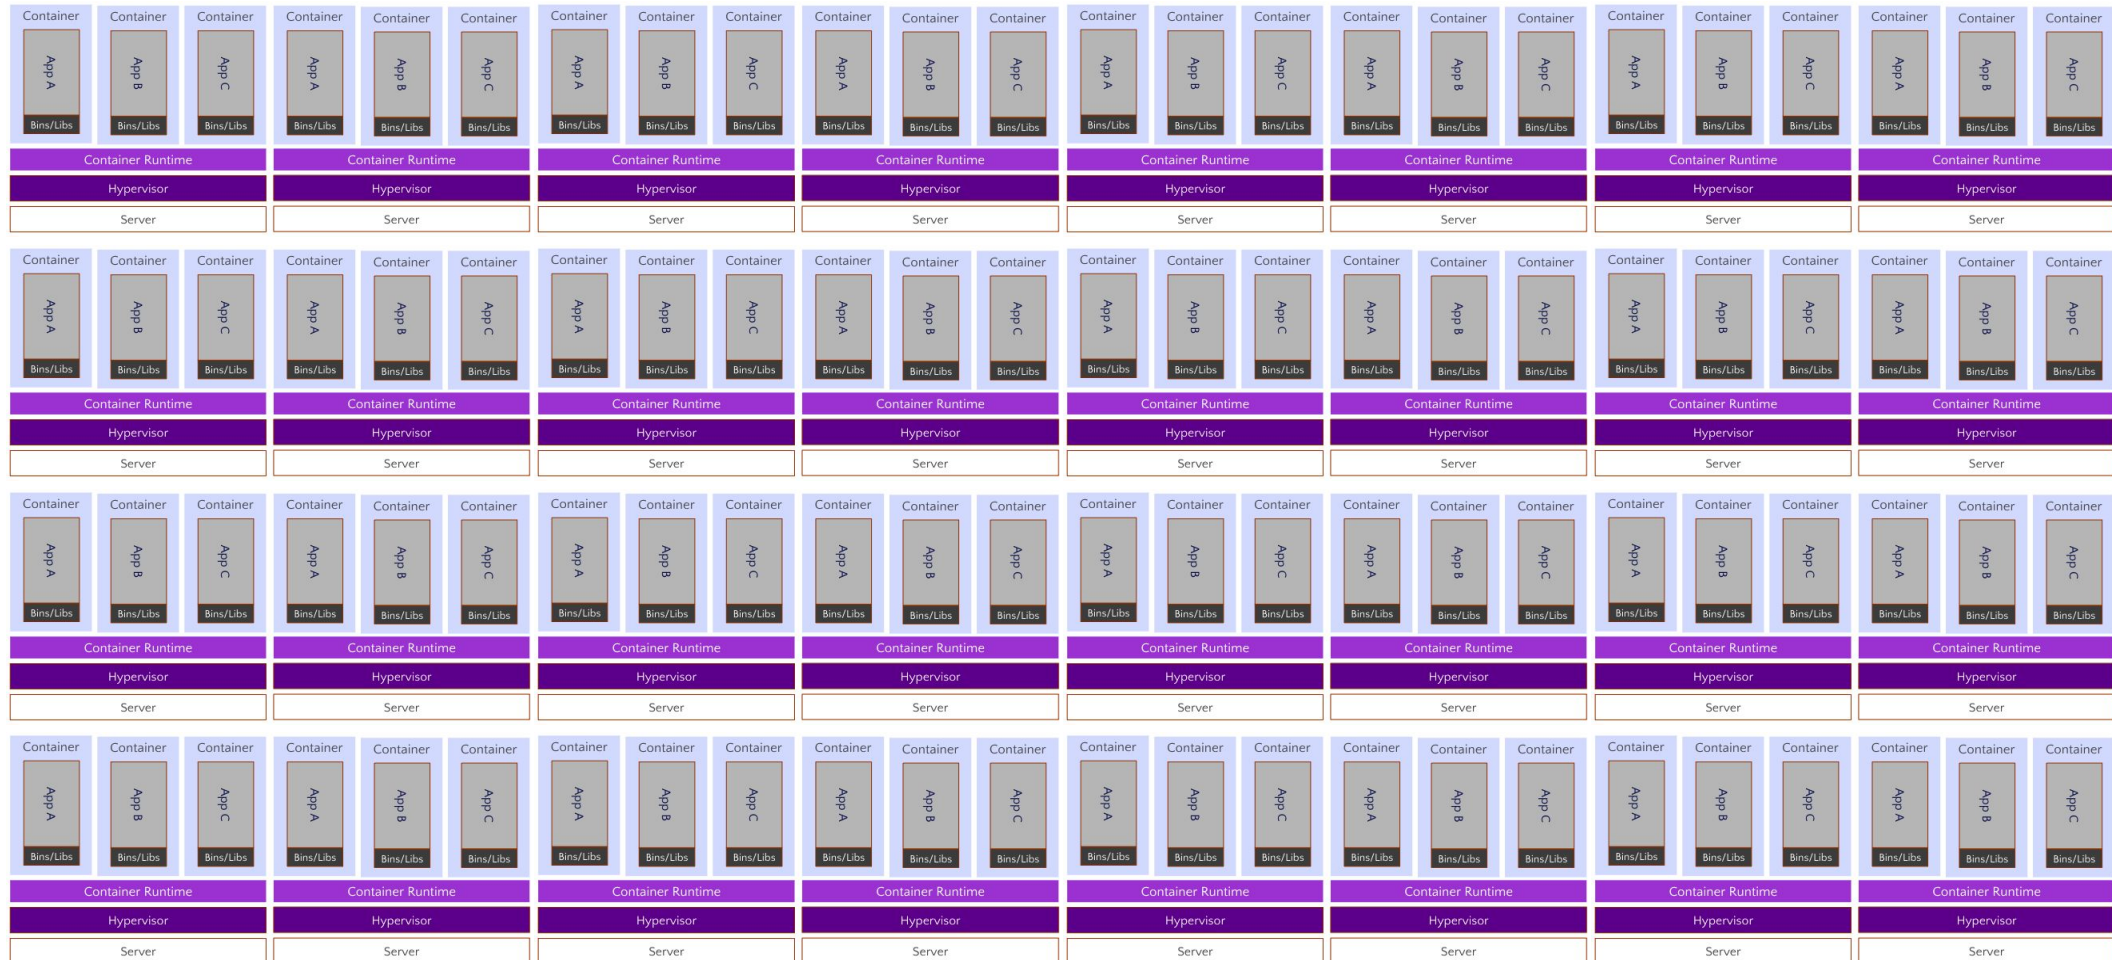 Container Container Container Container Container Container Container Container Container Container Container Container Container Container Container Container Container Container Container Container Container Container Container Container
App A App B App C App A App B App C App A App B App C App A App B App C App A App B App C App A App B App C App A App B App C App A App B App C
Bins/Libs Bins/Libs Bins/Libs Bins/Libs Bins/Libs Bins/Libs Bins/Libs Bins/Libs Bins/Libs Bins/Libs Bins/Libs Bins/Libs Bins/Libs Bins/Libs Bins/Libs Bins/Libs Bins/Libs Bins/Libs Bins/Libs Bins/Libs Bins/Libs Bins/Libs Bins/Libs Bins/Libs
Container Runtime Container Runtime Container Runtime Container Runtime Container Runtime Container Runtime Container Runtime Container Runtime
Hypervisor Hypervisor Hypervisor Hypervisor Hypervisor Hypervisor Hypervisor Hypervisor
Server Server Server Server Server Server Server Server
Container Container Container Container Container Container Container Container Container Container Container Container Container Container Container Container Container Container Container Container Container Container Container Container
App A App B App C App A App B App C App A App B App C App A App B App C App A App B App C App A App B App C App A App B App C App A App B App C
Bins/Libs Bins/Libs Bins/Libs Bins/Libs Bins/Libs Bins/Libs Bins/Libs Bins/Libs Bins/Libs Bins/Libs Bins/Libs Bins/Libs Bins/Libs Bins/Libs Bins/Libs Bins/Libs Bins/Libs Bins/Libs Bins/Libs Bins/Libs Bins/Libs Bins/Libs Bins/Libs Bins/Libs
Container Runtime Container Runtime Container Runtime Container Runtime Container Runtime Container Runtime Container Runtime Container Runtime
Hypervisor Hypervisor Hypervisor Hypervisor Hypervisor Hypervisor Hypervisor Hypervisor
Server Server Server Server Server Server Server Server
Container Container Container Container Container Container Container Container Container Container Container Container Container Container Container Container Container Container Container Container Container Container Container Container
App A App B App C App A App B App C App A App B App C App A App B App C App A App B App C App A App B App C App A App B App C App A App B App C
Bins/Libs Bins/Libs Bins/Libs Bins/Libs Bins/Libs Bins/Libs Bins/Libs Bins/Libs Bins/Libs Bins/Libs Bins/Libs Bins/Libs Bins/Libs Bins/Libs Bins/Libs Bins/Libs Bins/Libs Bins/Libs Bins/Libs Bins/Libs Bins/Libs Bins/Libs Bins/Libs Bins/Libs
Container Runtime Container Runtime Container Runtime Container Runtime Container Runtime Container Runtime Container Runtime Container Runtime
Hypervisor Hypervisor Hypervisor Hypervisor Hypervisor Hypervisor Hypervisor Hypervisor
Server Server Server Server Server Server Server Server
Container Container Container Container Container Container Container Container Container Container Container Container Container Container Container Container Container Container Container Container Container Container Container Container
App A App B App C App A App B App C App A App B App C App A App B App C App A App B App C App A App B App C App A App B App C App A App B App C
Bins/Libs Bins/Libs Bins/Libs Bins/Libs Bins/Libs Bins/Libs Bins/Libs Bins/Libs Bins/Libs Bins/Libs Bins/Libs Bins/Libs Bins/Libs Bins/Libs Bins/Libs Bins/Libs Bins/Libs Bins/Libs Bins/Libs Bins/Libs Bins/Libs Bins/Libs Bins/Libs Bins/Libs
Container Runtime Container Runtime Container Runtime Container Runtime Container Runtime Container Runtime Container Runtime Container Runtime
Hypervisor Hypervisor Hypervisor Hypervisor Hypervisor Hypervisor Hypervisor Hypervisor
Server Server Server Server Server Server Server Server